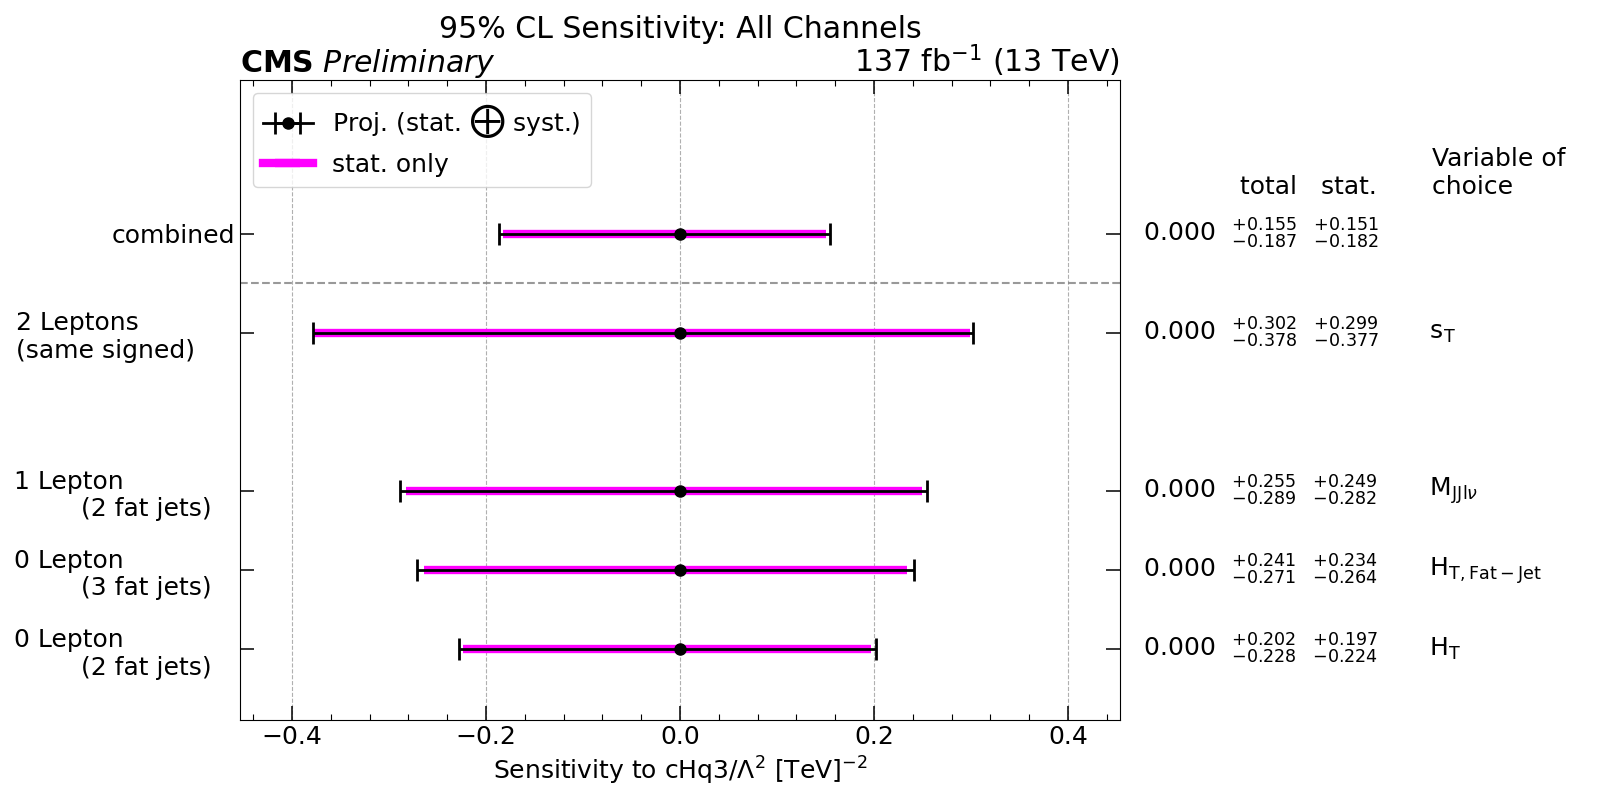 95% CL Sensitivity: All Channels
CMS Preliminary
137 fb⁻¹ (13 TeV)
Proj. (stat. ⊕ syst.)
stat. only
total stat. Variable of
choice
combined 0.000 +0.155 −0.187 +0.151 −0.182
2 Leptons
(same signed) 0.000 +0.302 −0.378 +0.299 −0.377 s_T
1 Lepton
(2 fat jets) 0.000 +0.255 −0.289 +0.249 −0.282 M_JJlν
0 Lepton
(3 fat jets) 0.000 +0.241 −0.271 +0.234 −0.264 H_T, Fat−Jet
0 Lepton
(2 fat jets) 0.000 +0.202 −0.228 +0.197 −0.224 H_T
−0.4 −0.2 0.0 0.2 0.4
Sensitivity to cHq3/Λ² [TeV]⁻²